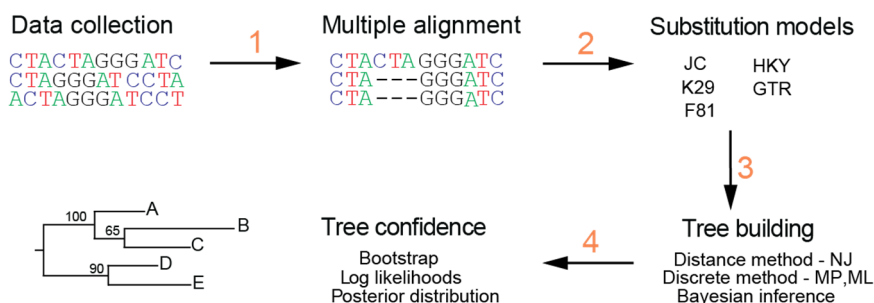 Data collection
1
Multiple alignment
2
Substitution models
CTACTAGGGATC
CTAGGGATCCTA
ACTAGGGATCCT
CTACTAGGGATC
CTA---GGGATC
CTA---GGGATC
JC
HKY
K29
GTR
F81
3
Tree building
Distance method - NJ
Discrete method - MP,ML
Bayesian inference
4
Tree confidence
Bootstrap
Log likelihoods
Posterior distribution
100
A
65
B
C
90
D
E